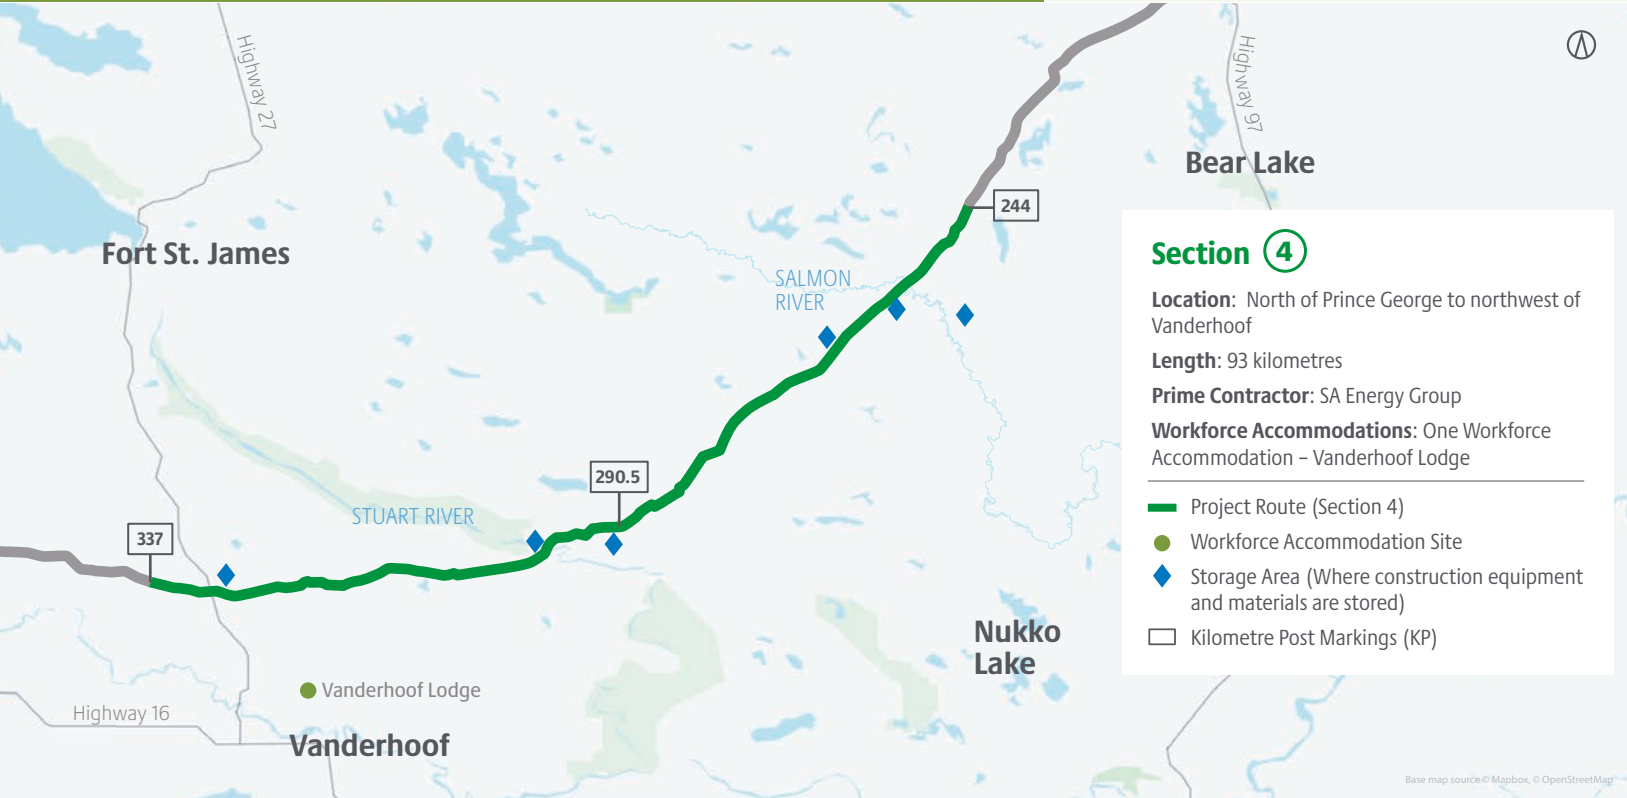 Highway 27
Highway 97
Bear Lake
244
Fort St. James
SALMON
RIVER
290.5
STUART RIVER
337
Nukko
Lake
Vanderhoof Lodge
Highway 16
Vanderhoof
Section 4
Location: North of Prince George to northwest of
Vanderhoof
Length: 93 kilometres
Prime Contractor: SA Energy Group
Workforce Accommodations: One Workforce
Accommodation – Vanderhoof Lodge
Project Route (Section 4)
Workforce Accommodation Site
Storage Area (Where construction equipment
and materials are stored)
Kilometre Post Markings (KP)
Base map source © Mapbox, © OpenStreetMap